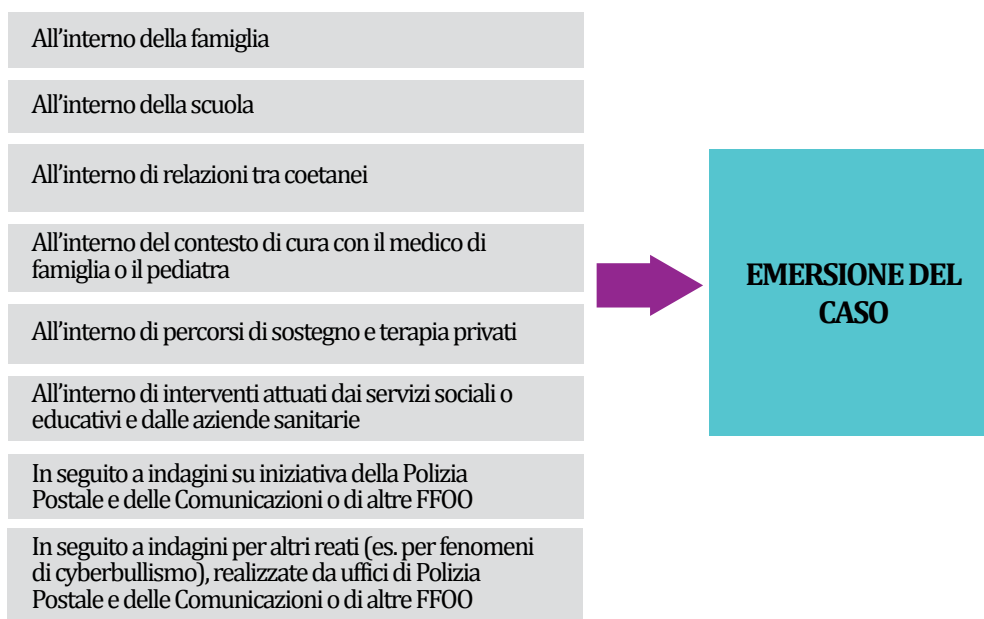 All’interno della famiglia
All’interno della scuola
All’interno di relazioni tra coetanei
All’interno del contesto di cura con il medico di
famiglia o il pediatra
All’interno di percorsi di sostegno e terapia privati
All’interno di interventi attuati dai servizi sociali o
educativi e dalle aziende sanitarie
In seguito a indagini su iniziativa della Polizia
Postale e delle Comunicazioni o di altre FFOO
In seguito a indagini per altri reati (es. per fenomeni
di cyberbullismo), realizzate da uffici di Polizia
Postale e delle Comunicazioni o di altre FFOO
EMERSIONE DEL
CASO